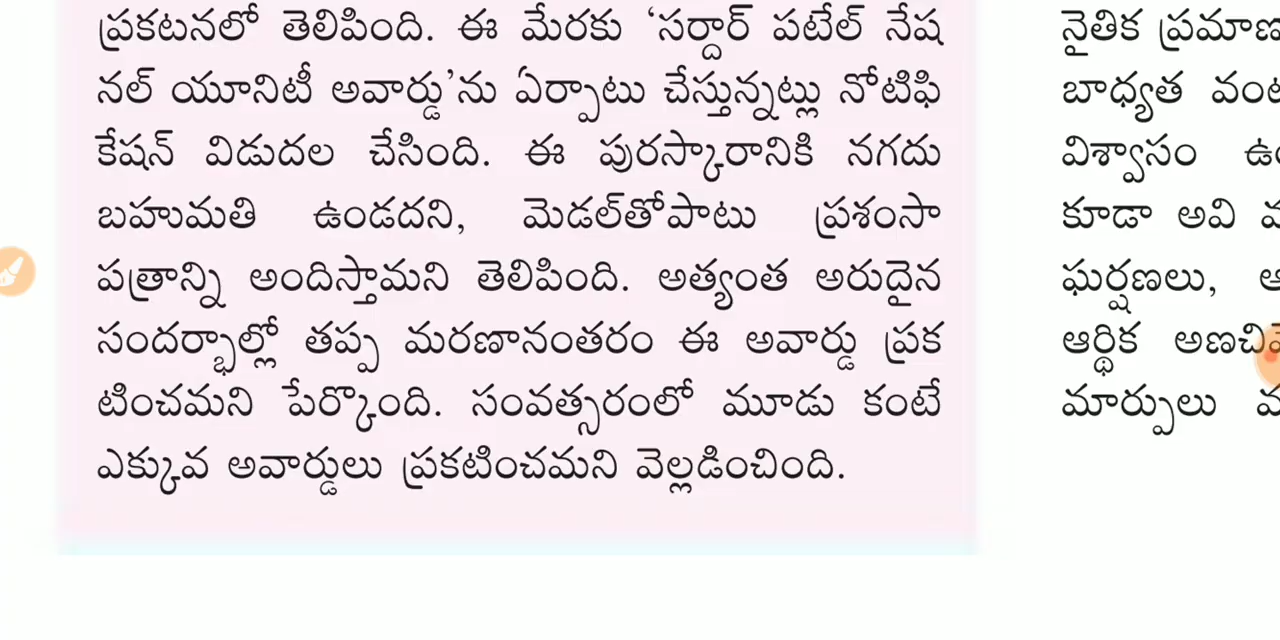 ప్రకటనలో తెలిపింది. ఈ మేరకు ‘సర్దార్ పటేల్ నేష
నల్ యూనిటీ అవార్డు’ను ఏర్పాటు చేస్తున్నట్లు నోటిఫి
కేషన్ విడుదల చేసింది. ఈ పురస్కారానికి నగదు
బహుమతి ఉండదని, మెడల్‌తోపాటు ప్రశంసా
పత్రాన్ని అందిస్తామని తెలిపింది. అత్యంత అరుదైన
సందర్భాల్లో తప్ప మరణానంతరం ఈ అవార్డు ప్రక
టించమని పేర్కొంది. సంవత్సరంలో మూడు కంటే
ఎక్కువ అవార్డులు ప్రకటించమని వెల్లడించింది.
నైతిక
బాధ్యత
విశ్వాసం
కూడా అవి
ఘర్షణలు,
ఆర్థిక
మార్పులు